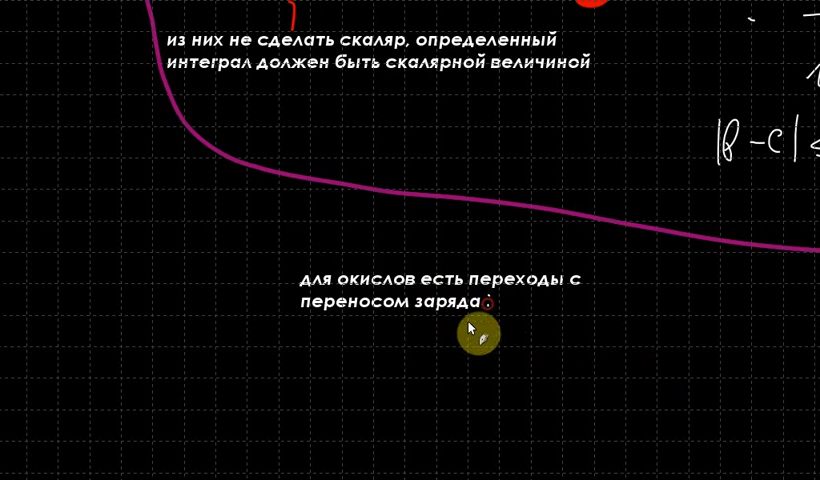 из них не сделать скаляр, определенный
интеграл должен быть скалярной величиной
|B-C| ≤
для окислов есть переходы с
переносом заряда: